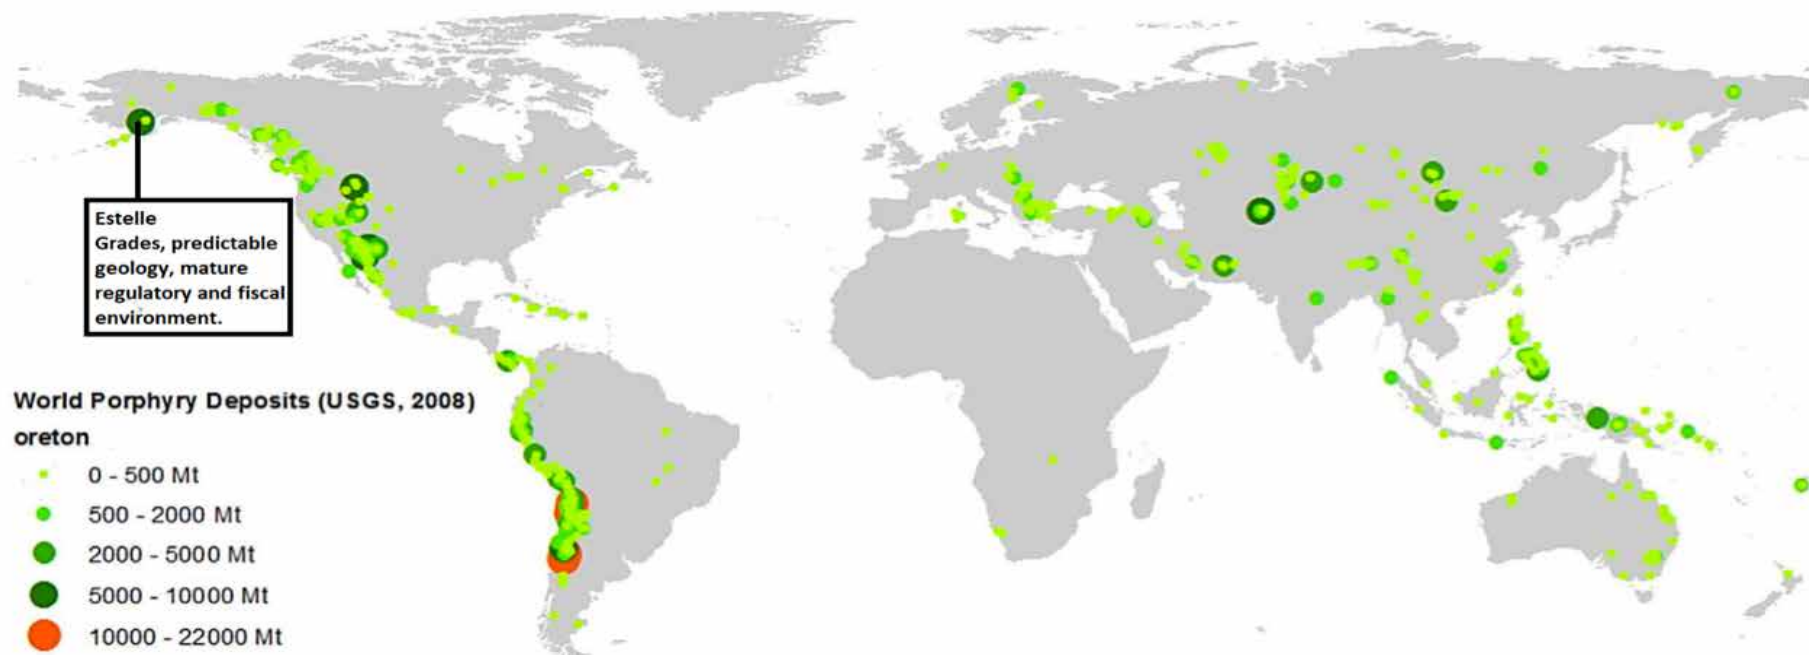 Estelle
Grades, predictable
geology, mature
regulatory and fiscal
environment.
World Porphyry Deposits (USGS, 2008)
oreton
0 - 500 Mt
500 - 2000 Mt
2000 - 5000 Mt
5000 - 10000 Mt
10000 - 22000 Mt